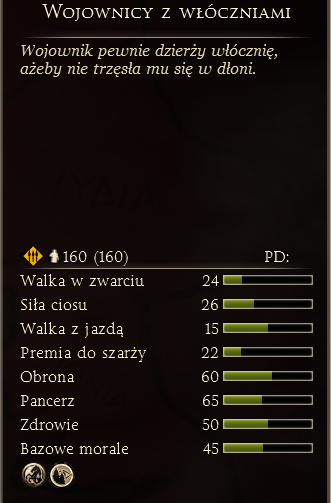 Wojownicy z włóczniami
Wojownik pewnie dzierży włócznię,
ażeby nie trzęsła mu się w dłoni.
160 (160) PD:
Walka w zwarciu 24
Siła ciosu 26
Walka z jazdą 15
Premia do szarży 22
Obrona 60
Pancerz 65
Zdrowie 50
Bazowe morale 45